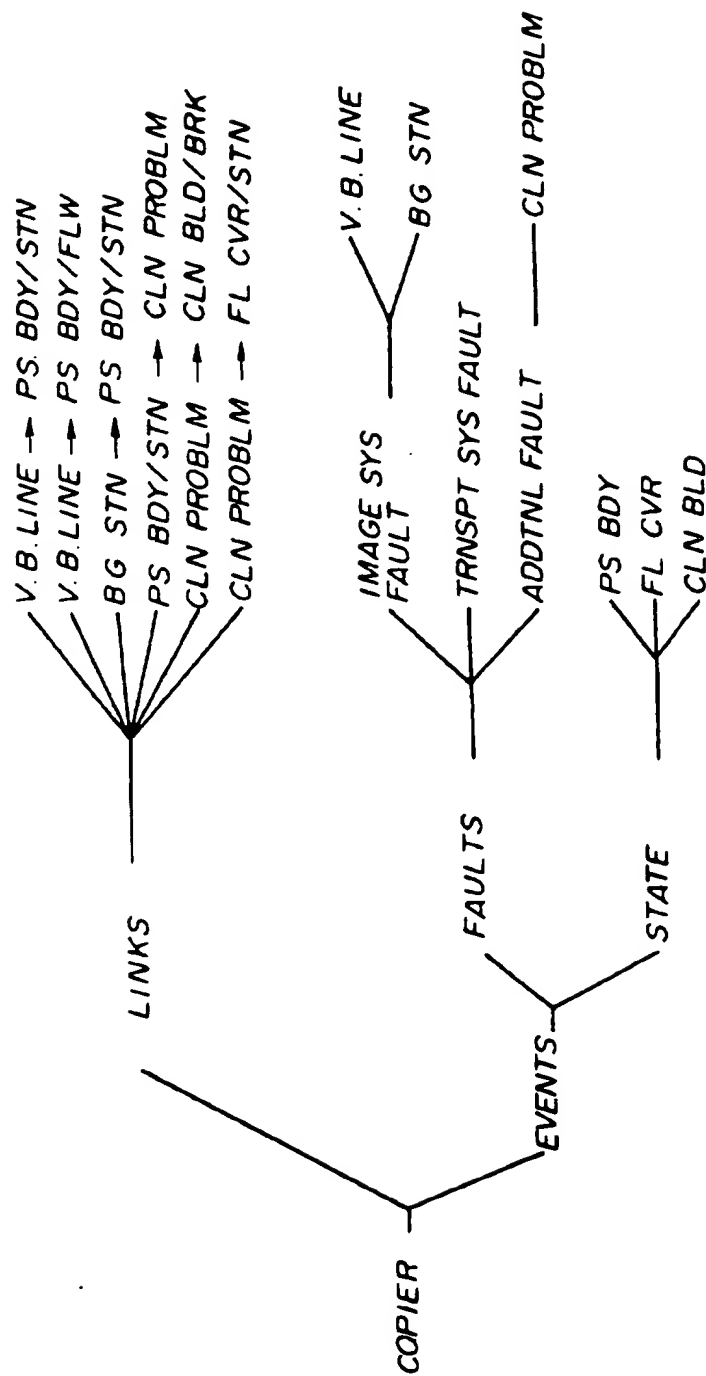 COPIER
LINKS
V.B.LINE → PS. BDY/STN
V.B.LINE → PS BDY/FLW
BG STN → PS BDY/STN
PS BDY/STN → CLN PROBLM
CLN PROBLM → CLN BLD/BRK
CLN PROBLM → FL CVR/STN
EVENTS
FAULTS
IMAGE SYS
FAULT
V.B.LINE
BG STN
TRNSPT SYS FAULT
ADDTNL FAULT
CLN PROBLM
STATE
PS BDY
FL CVR
CLN BLD